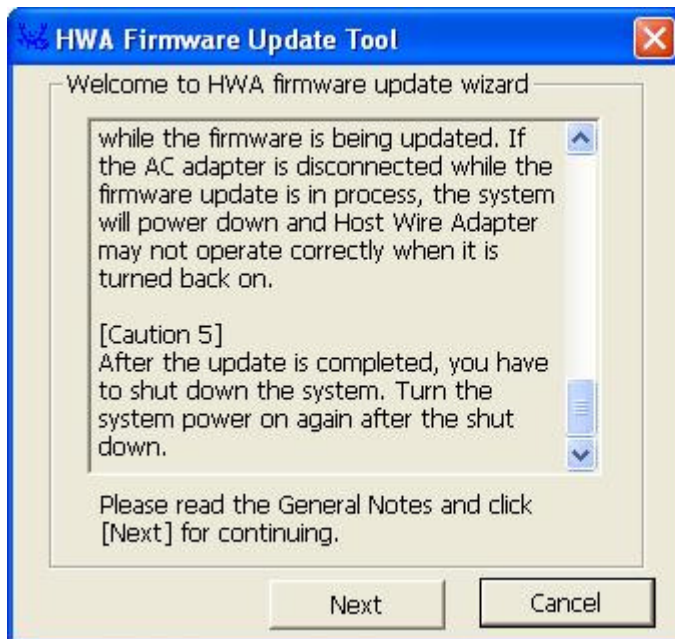 HWA Firmware Update Tool
Welcome to HWA firmware update wizard
while the firmware is being updated. If
the AC adapter is disconnected while the
firmware update is in process, the system
will power down and Host Wire Adapter
may not operate correctly when it is
turned back on.
[Caution 5]
After the update is completed, you have
to shut down the system. Turn the
system power on again after the shut
down.
Please read the General Notes and click
[Next] for continuing.
Next
Cancel